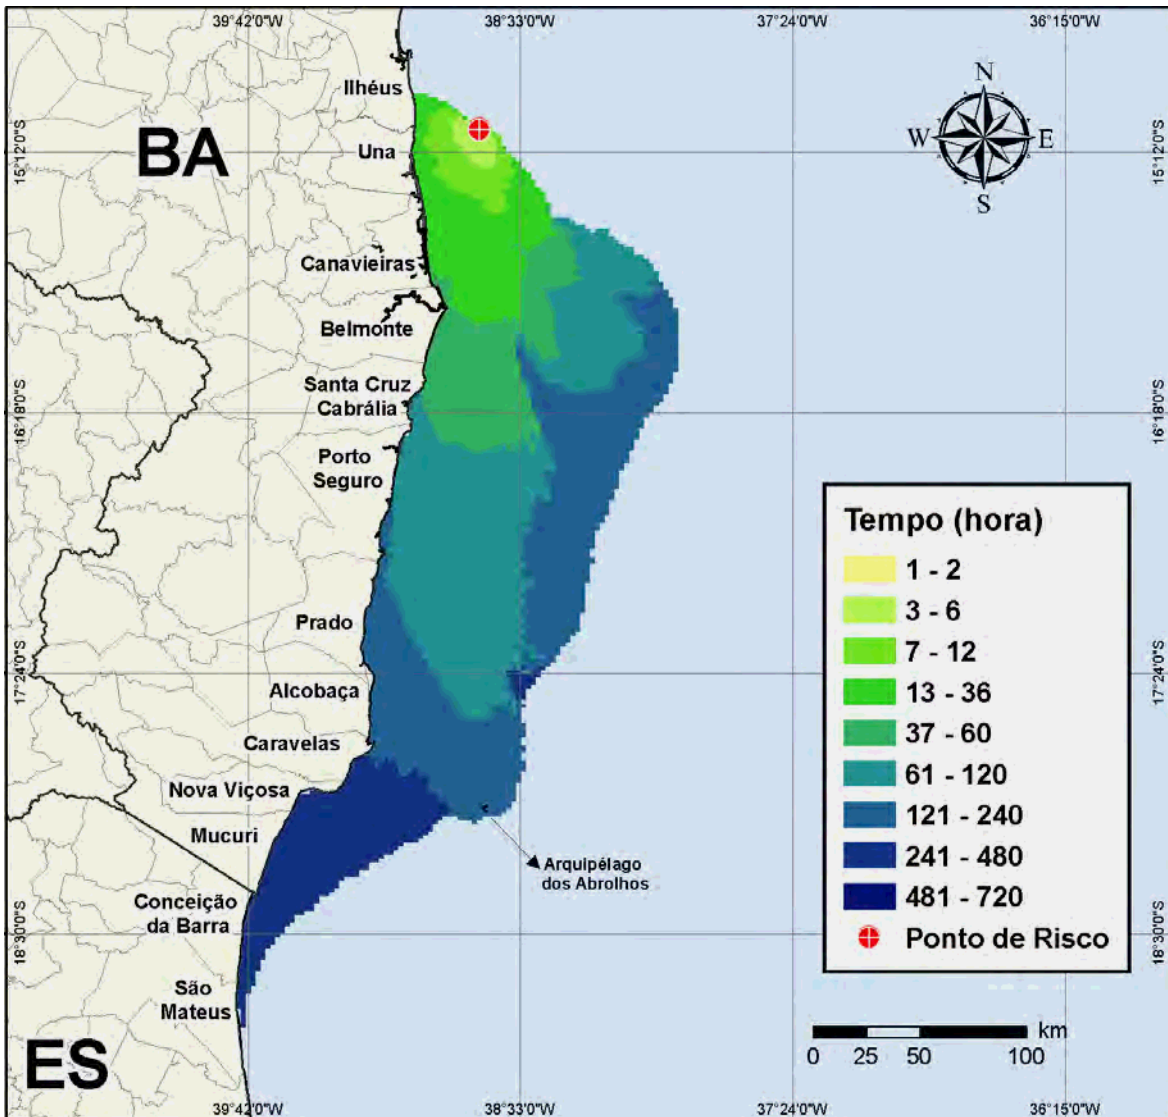 39°42'0"W
38°33'0"W
37°24'0"W
36°15'0"W
Ilhéus
BA
Una
N
W
E
S
15°12'0"S
15°12'0"S
Canavieiras
Belmonte
Santa Cruz
Cabrália
16°18'0"S
16°18'0"S
Porto
Seguro
Prado
17°24'0"S
17°24'0"S
Alcobaça
Caravelas
Nova Viçosa
Mucuri
Arquipélago
dos Abrolhos
Conceição
da Barra
18°30'0"S
18°30'0"S
São
Mateus
ES
Tempo (hora)
1 - 2
3 - 6
7 - 12
13 - 36
37 - 60
61 - 120
121 - 240
241 - 480
481 - 720
Ponto de Risco
km
0 25 50 100
39°42'0"W
38°33'0"W
37°24'0"W
36°15'0"W